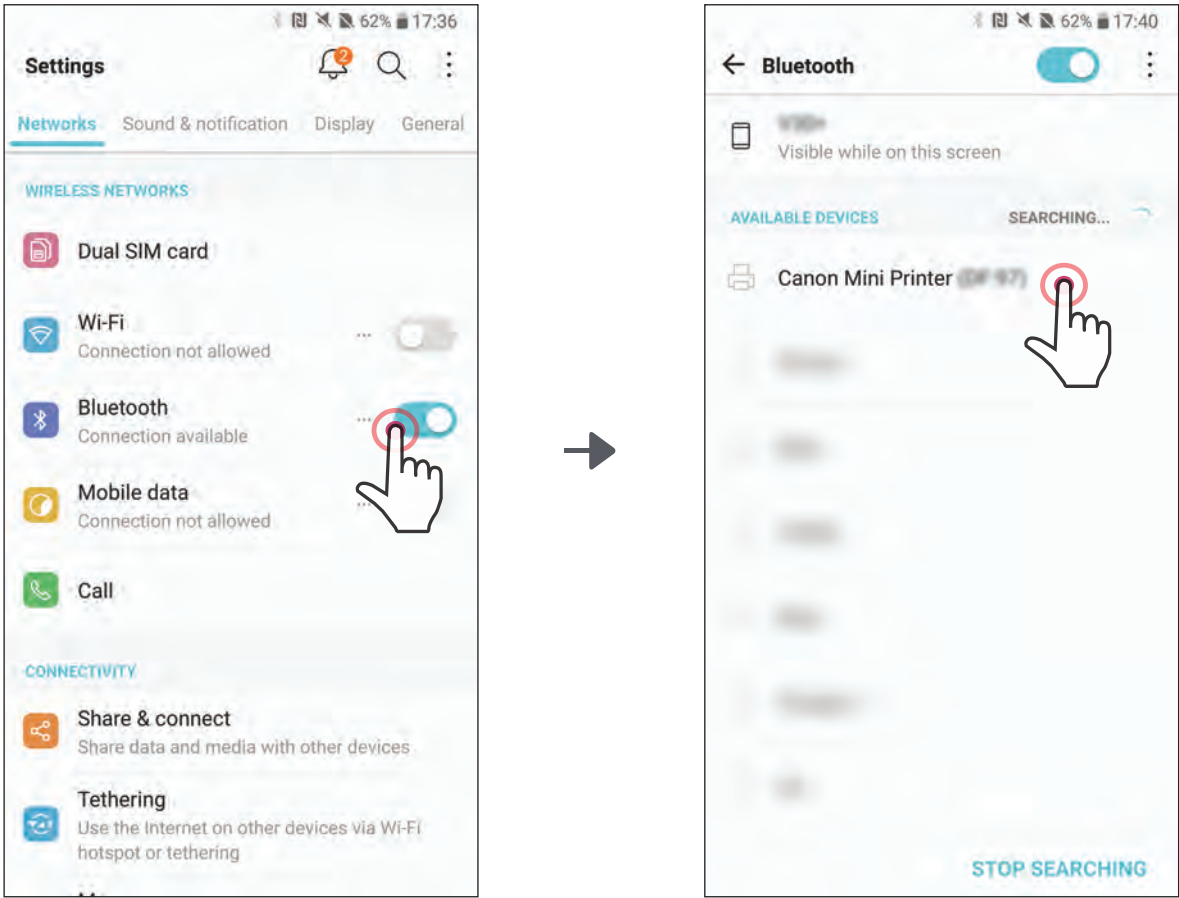 62% 17:36
Settings
2
Networks Sound & notification Display General
WIRELESS NETWORKS
Dual SIM card
Wi-Fi
Connection not allowed
Bluetooth
Connection available
Mobile data
Connection not allowed
Call
CONNECTIVITY
Share & connect
Share data and media with other devices
Tethering
Use the Internet on other devices via Wi-Fi
hotspot or tethering
62% 17:40
Bluetooth
Visible while on this screen
AVAILABLE DEVICES SEARCHING...
Canon Mini Printer
STOP SEARCHING